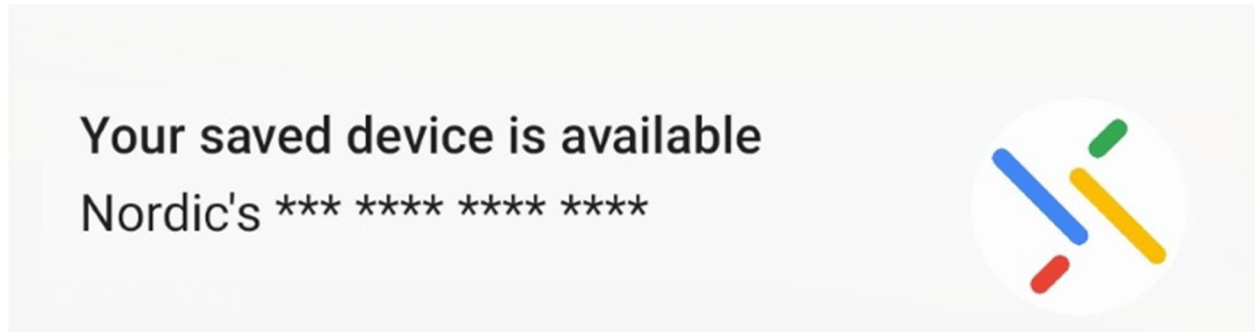 Your saved device is available
Nordic's *** **** **** ****